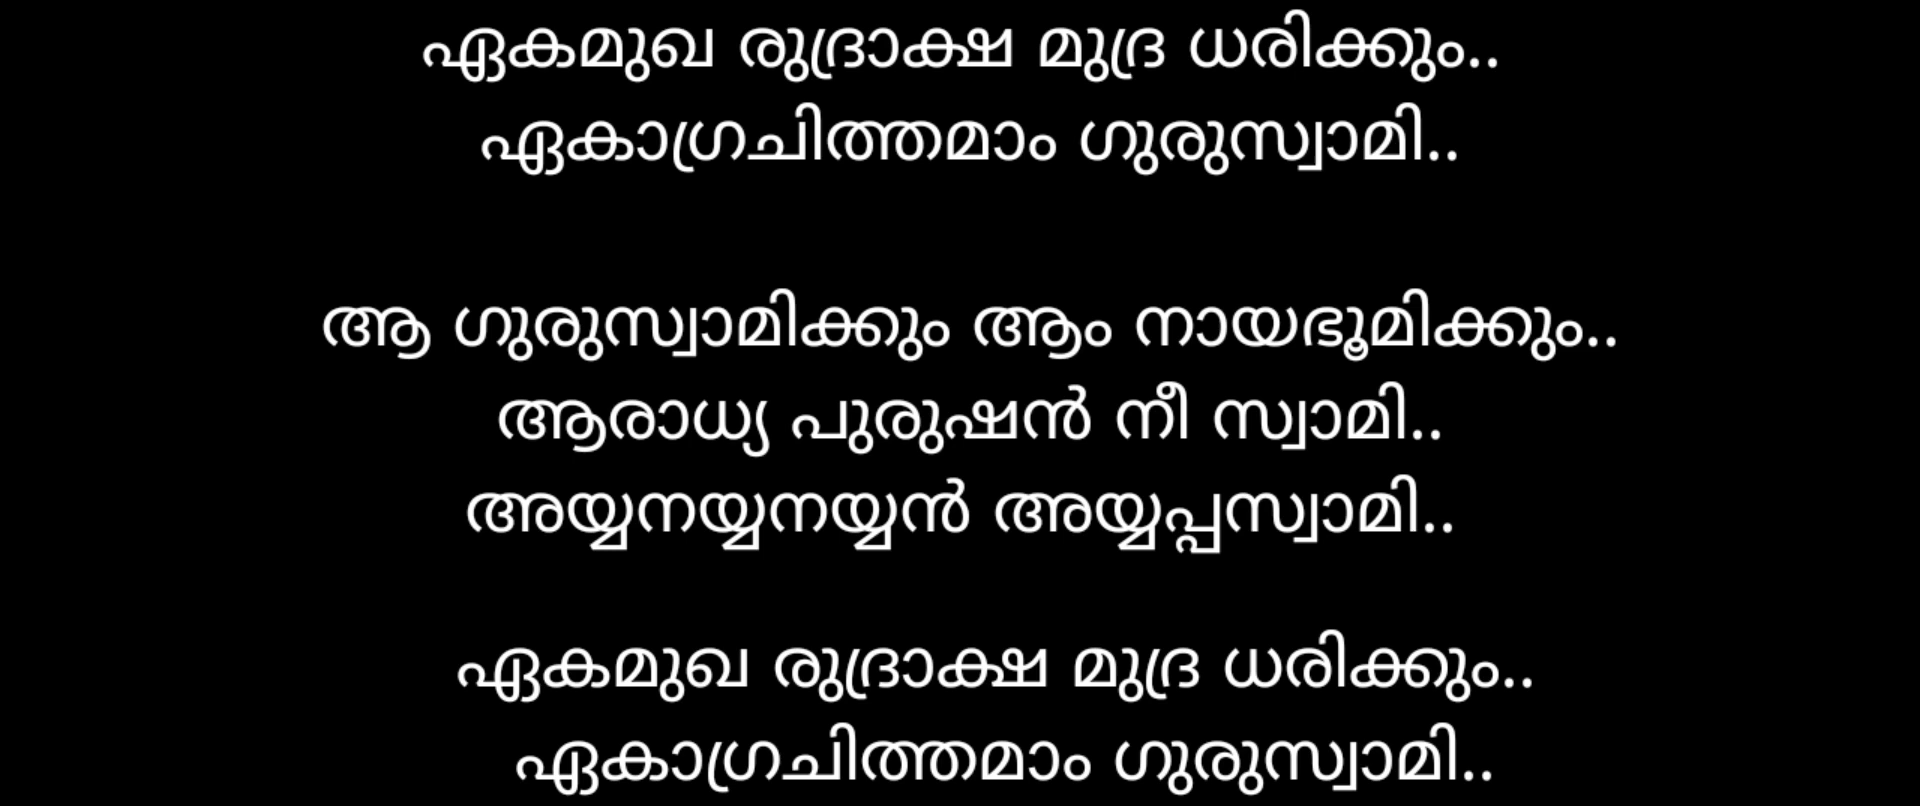 ഏകമുഖ രുദ്രാക്ഷ മുദ്ര ധരിക്കും..
ഏകാഗ്രചിത്തമാം ഗുരുസ്വാമി..
ആ ഗുരുസ്വാമിക്കും ആം നായഭൂമിക്കും..
ആരാധ്യ പുരുഷൻ നീ സ്വാമി..
അയ്യനയ്യനയ്യൻ അയ്യപ്പസ്വാമി..
ഏകമുഖ രുദ്രാക്ഷ മുദ്ര ധരിക്കും..
ഏകാഗ്രചിത്തമാം ഗുരുസ്വാമി..